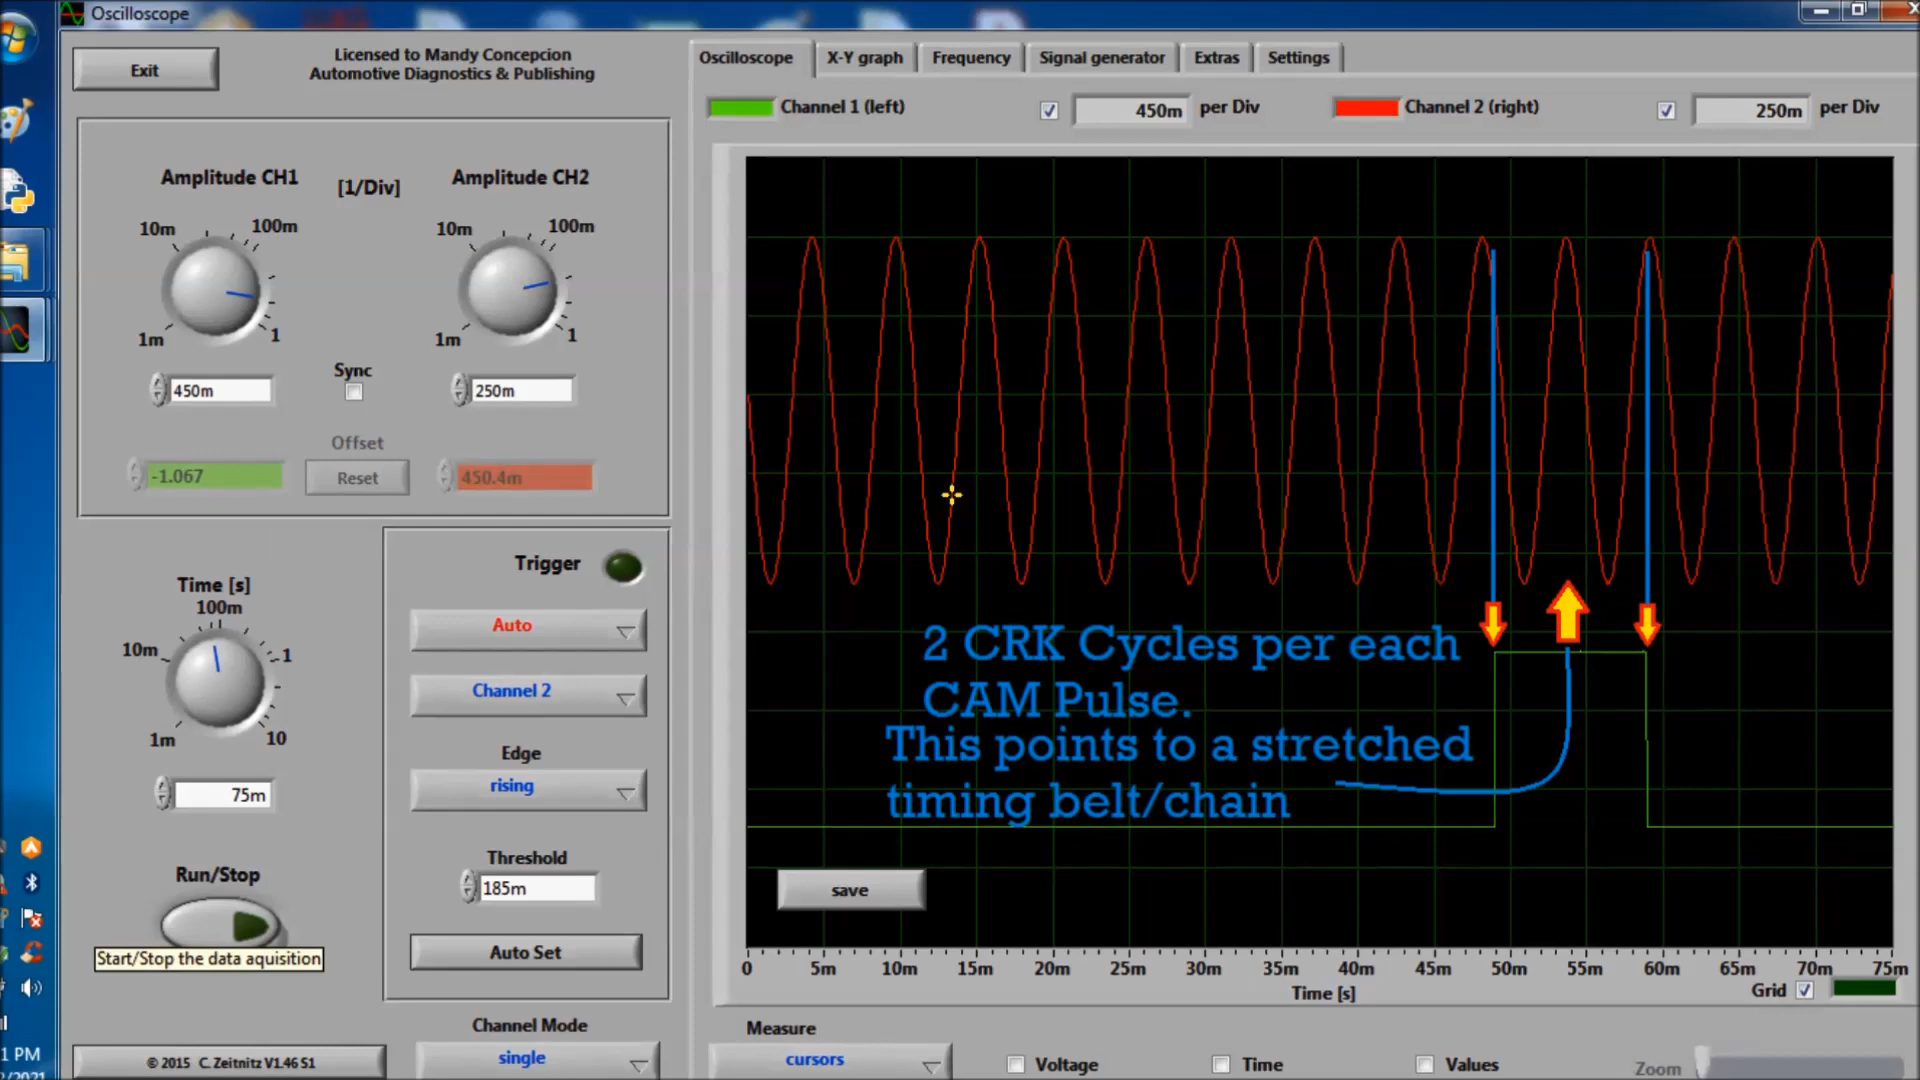 Oscilloscope
Exit
Licensed to Mandy Concepcion
Automotive Diagnostics & Publishing
Oscilloscope
X-Y graph
Frequency
Signal generator
Extras
Settings
Channel 1 (left)
450m
per Div
Channel 2 (right)
250m
per Div
Amplitude CH1
[1/Div]
Amplitude CH2
10m
100m
1m
1
10m
100m
1m
1
Sync
450m
250m
Offset
-1.067
Reset
450.4m
Time [s]
100m
10m
1
1m
10
75m
Run/Stop
Start/Stop the data aquisition
Trigger
Auto
Channel 2
Edge
rising
Threshold
185m
Auto Set
Channel Mode
single
© 2015 C. Zeitnitz V1.46 S1
2 CRK Cycles per each
CAM Pulse.
This points to a stretched
timing belt/chain
save
0 5m 10m 15m 20m 25m 30m 35m 40m 45m 50m 55m 60m 65m 70m 75m
Time [s]
Grid
Measure
cursors
Voltage
Time
Values
Zoom
1 PM